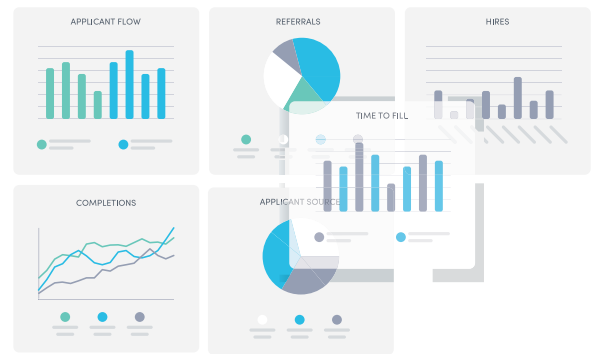 APPLICANT FLOW
REFERRALS
HIRES
TIME TO FILL
COMPLETIONS
APPLICANT SOURCE